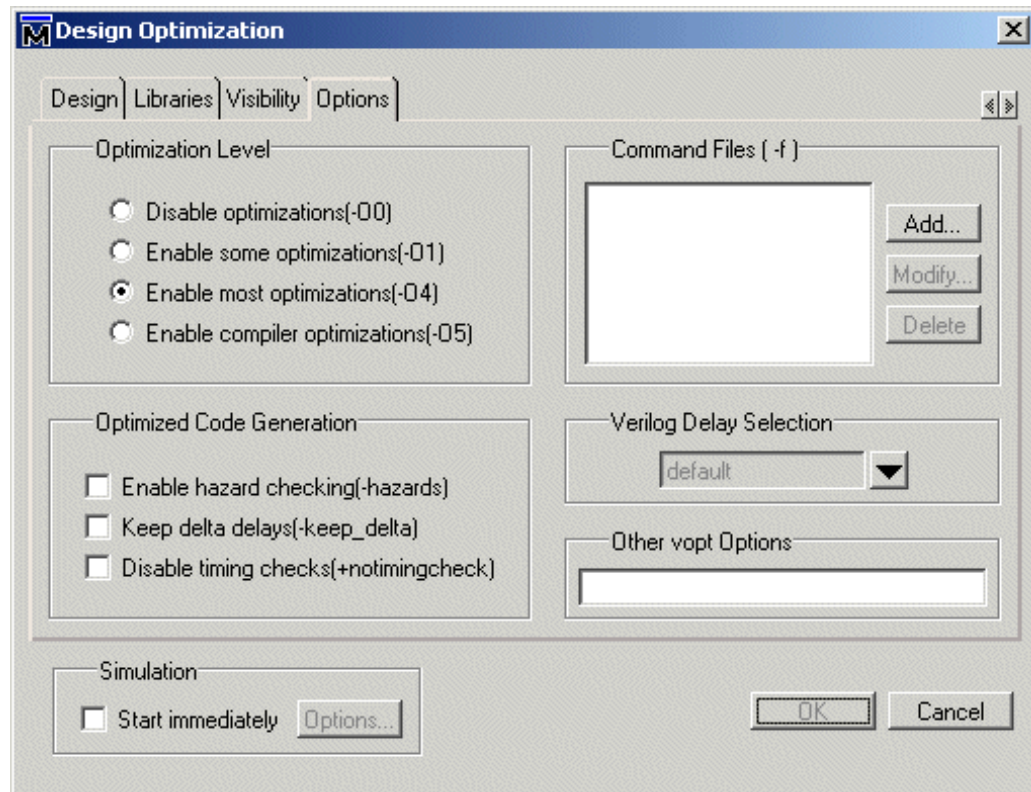 Design Optimization
Design Libraries Visibility Options
Optimization Level
Disable optimizations(-O0)
Enable some optimizations(-O1)
Enable most optimizations(-O4)
Enable compiler optimizations(-O5)
Command Files ( -f )
Add...
Modify...
Delete
Optimized Code Generation
Enable hazard checking(-hazards)
Keep delta delays(-keep_delta)
Disable timing checks(+notimingcheck)
Verilog Delay Selection
default
Other vopt Options
Simulation
Start immediately Options...
OK Cancel